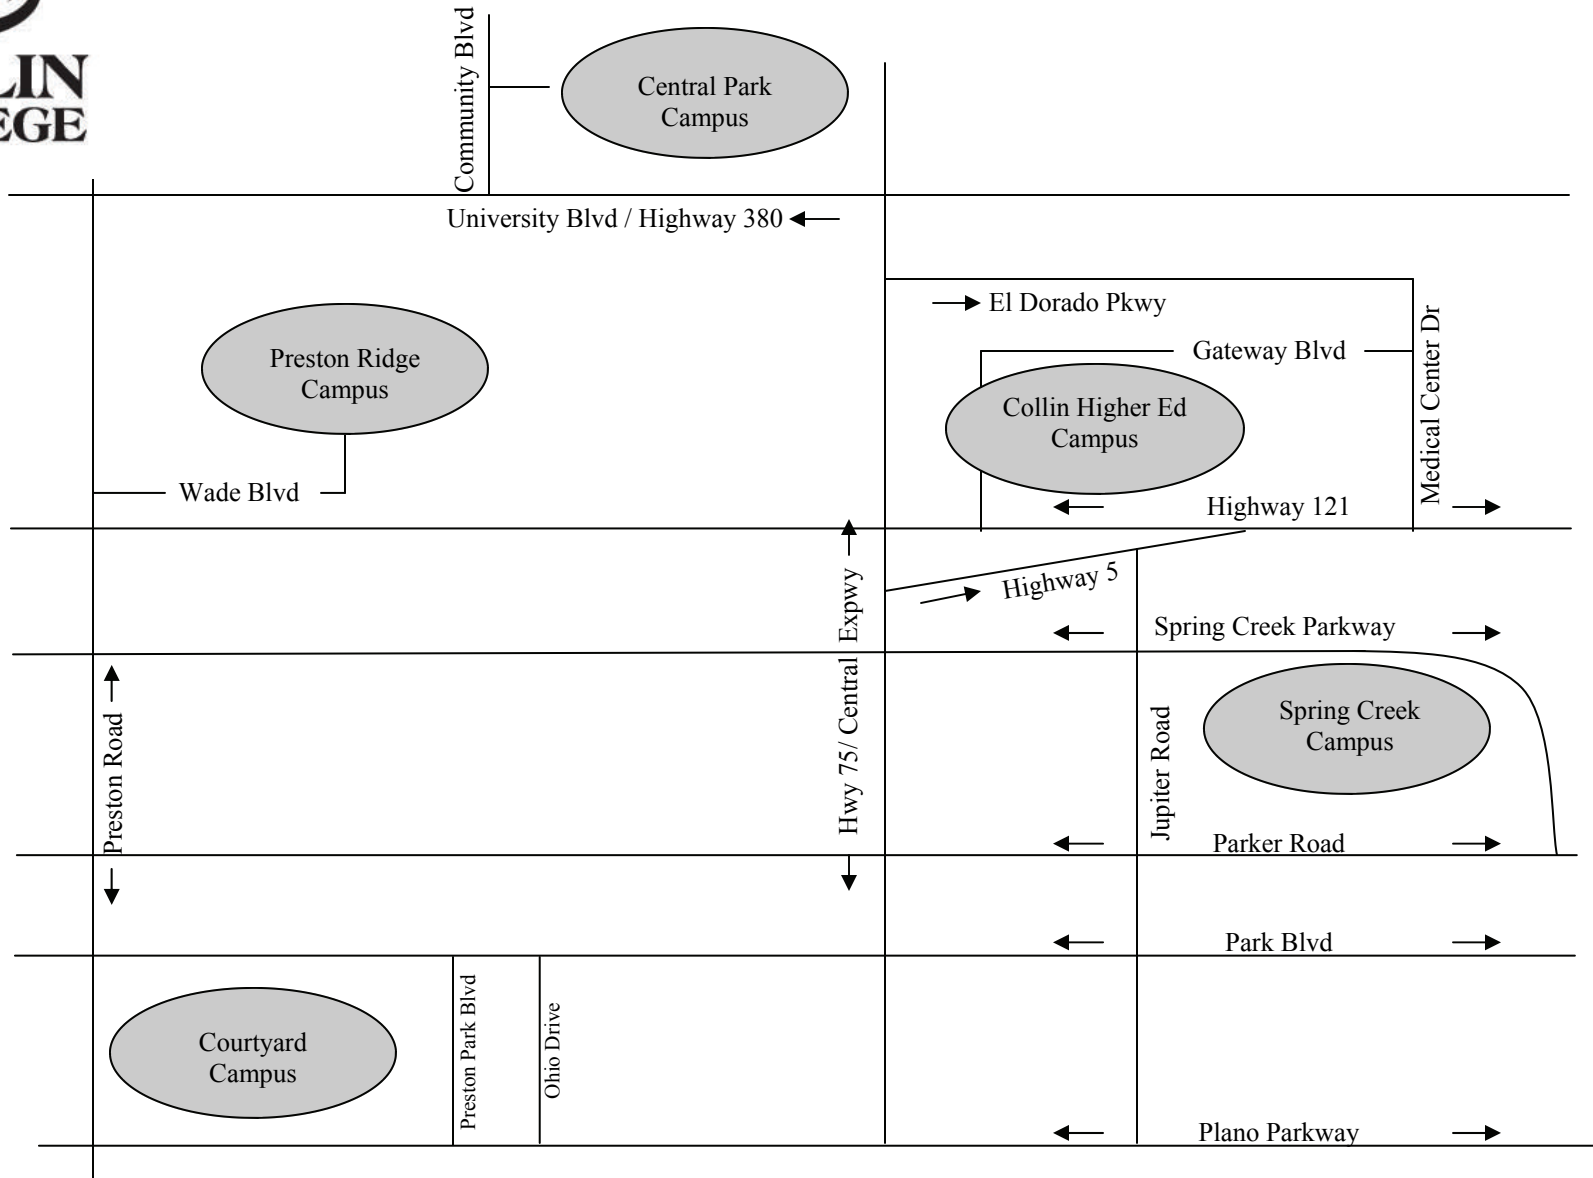 LIN
EGE
Community Blvd
Central Park
Campus
University Blvd / Highway 380
El Dorado Pkwy
Gateway Blvd
Medical Center Dr
Preston Ridge
Campus
Collin Higher Ed
Campus
Wade Blvd
Highway 121
Highway 5
Hwy 75/ Central Expwy
Spring Creek Parkway
Preston Road
Jupiter Road
Spring Creek
Campus
Parker Road
Park Blvd
Preston Park Blvd
Ohio Drive
Courtyard
Campus
Plano Parkway